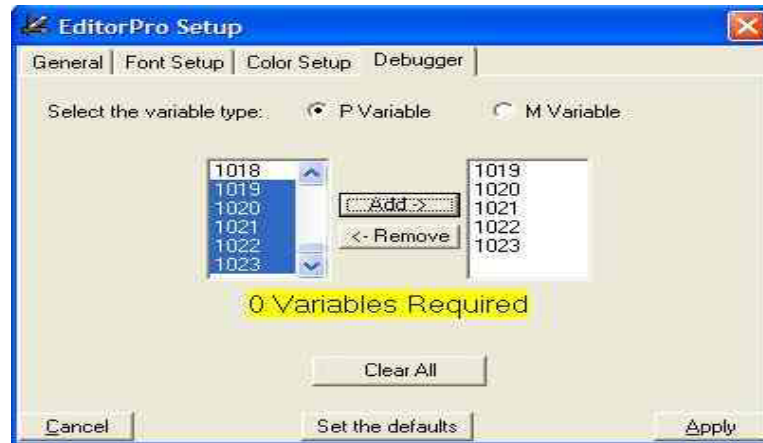 EditorPro Setup
General Font Setup Color Setup Debugger
Select the variable type: P Variable M Variable
1018
1019
1020
1021
1022
1023
Add ->
<- Remove
1019
1020
1021
1022
1023
0 Variables Required
Clear All
Cancel Set the defaults Apply